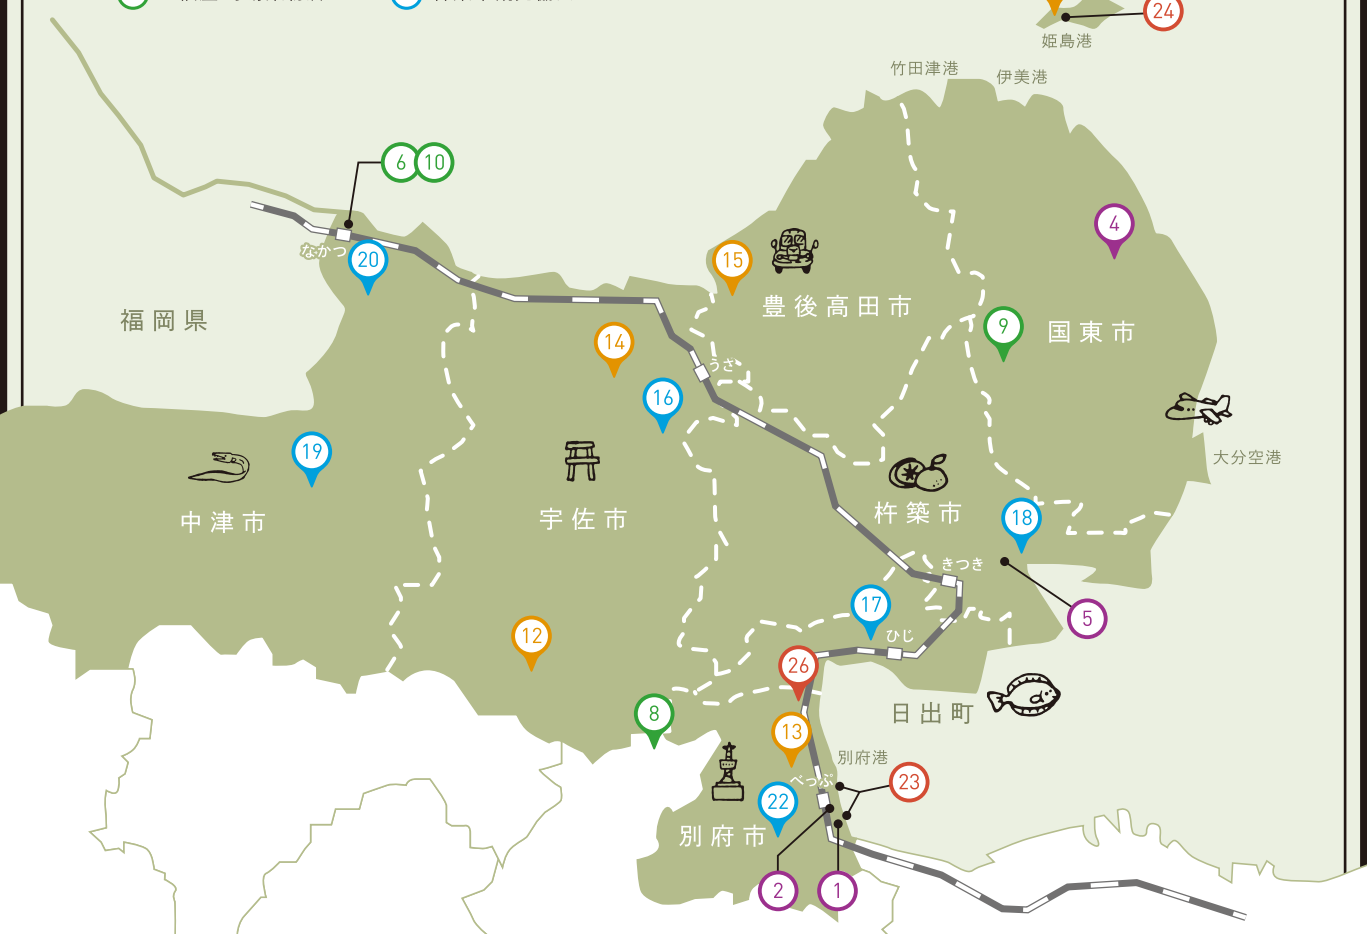 24
姫島港
竹田津港
伊美港
6
10
4
なかつ
20
15
豊後高田市
福岡県
14
9
国東市
うさ
16
19
大分空港
中津市
宇佐市
杵築市
18
きつき
17
5
ひじ
12
26
8
日出町
13
別府港
べっぷ
23
22
別府市
2
1